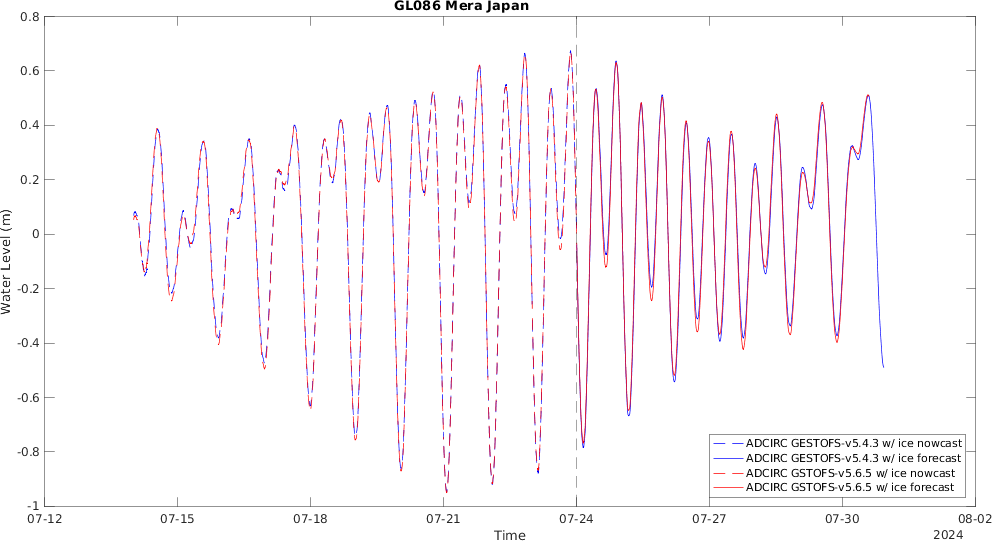 GL086 Mera Japan
0.8
0.6
0.4
0.2
0
-0.2
-0.4
-0.6
-0.8
-1
Water Level (m)
07-12
07-15
07-18
07-21
07-24
07-27
07-30
08-02
Time
2024
ADCIRC GESTOFS-v5.4.3 w/ ice nowcast
ADCIRC GESTOFS-v5.4.3 w/ ice forecast
ADCIRC GSTOFS-v5.6.5 w/ ice nowcast
ADCIRC GSTOFS-v5.6.5 w/ ice forecast